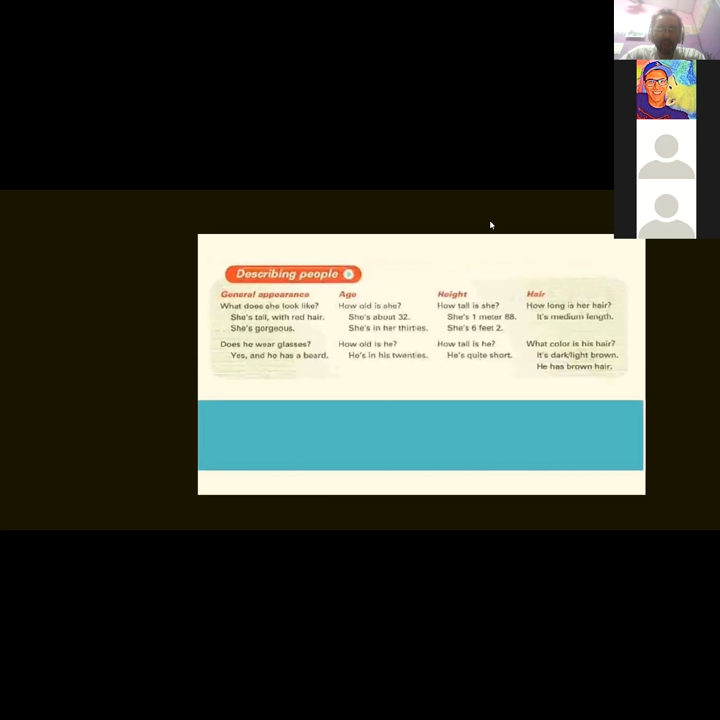 Describing people
General appearance
What does she look like?
She's tall, with red hair.
She's gorgeous.
Does he wear glasses?
Yes, and he has a beard.
Age
How old is she?
She's about 32.
She's in her thirties.
How old is he?
He's in his twenties.
Height
How tall is she?
She's 1 meter 88.
She's 6 feet 2.
How tall is he?
He's quite short.
Hair
How long is her hair?
It's medium length.
What color is his hair?
It's dark/light brown.
He has brown hair.